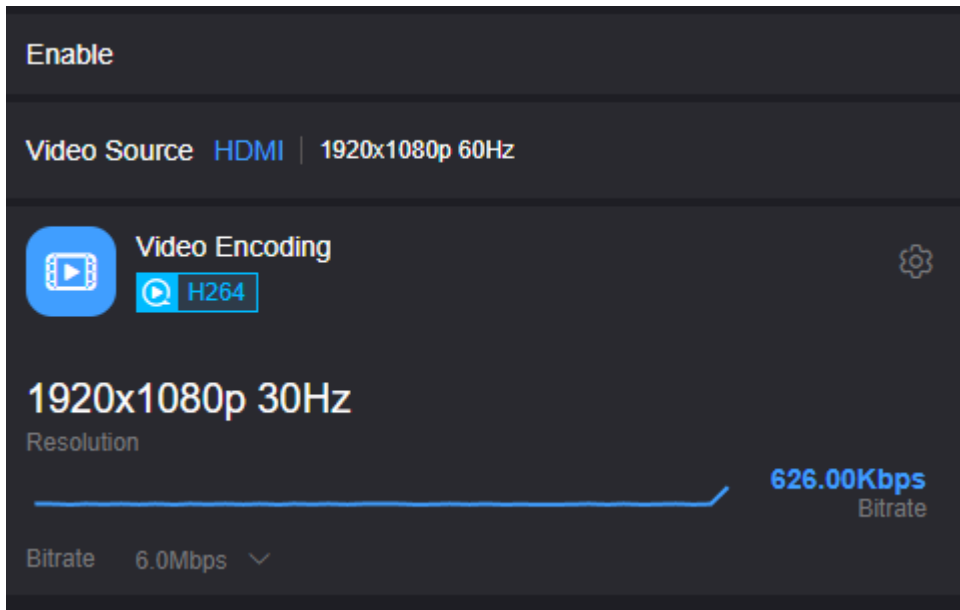 Enable
Video Source HDMI | 1920x1080p 60Hz
Video Encoding
H264
1920x1080p 30Hz
Resolution
626.00Kbps
Bitrate
Bitrate 6.0Mbps